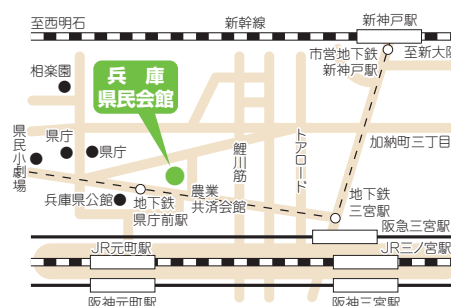 至西明石
新幹線
新神戸駅
市営地下鉄
新神戸駅
至新大阪
相楽園
兵庫
県民会館
県民小劇場
県庁
県庁
鯉川筋
トアロード
加納町三丁目
兵庫県公館
地下鉄
県庁前駅
農業
共済会館
地下鉄
三宮駅
阪急三宮駅
JR元町駅
JR三ノ宮駅
阪神元町駅
阪神三宮駅